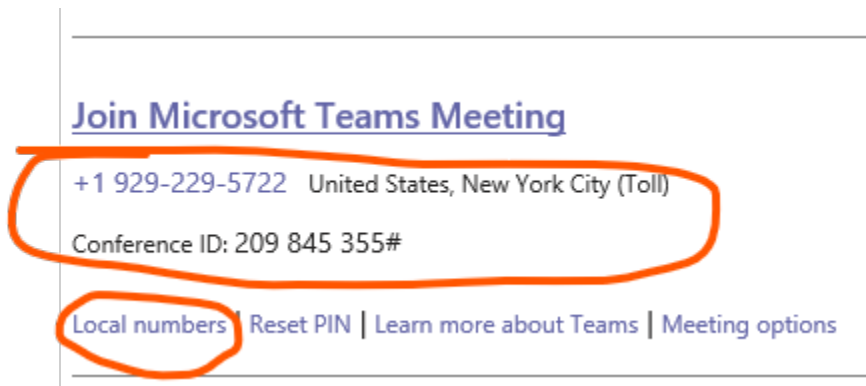 Join Microsoft Teams Meeting
+1 929-229-5722 United States, New York City (Toll)
Conference ID: 209 845 355#
Local numbers | Reset PIN | Learn more about Teams | Meeting options